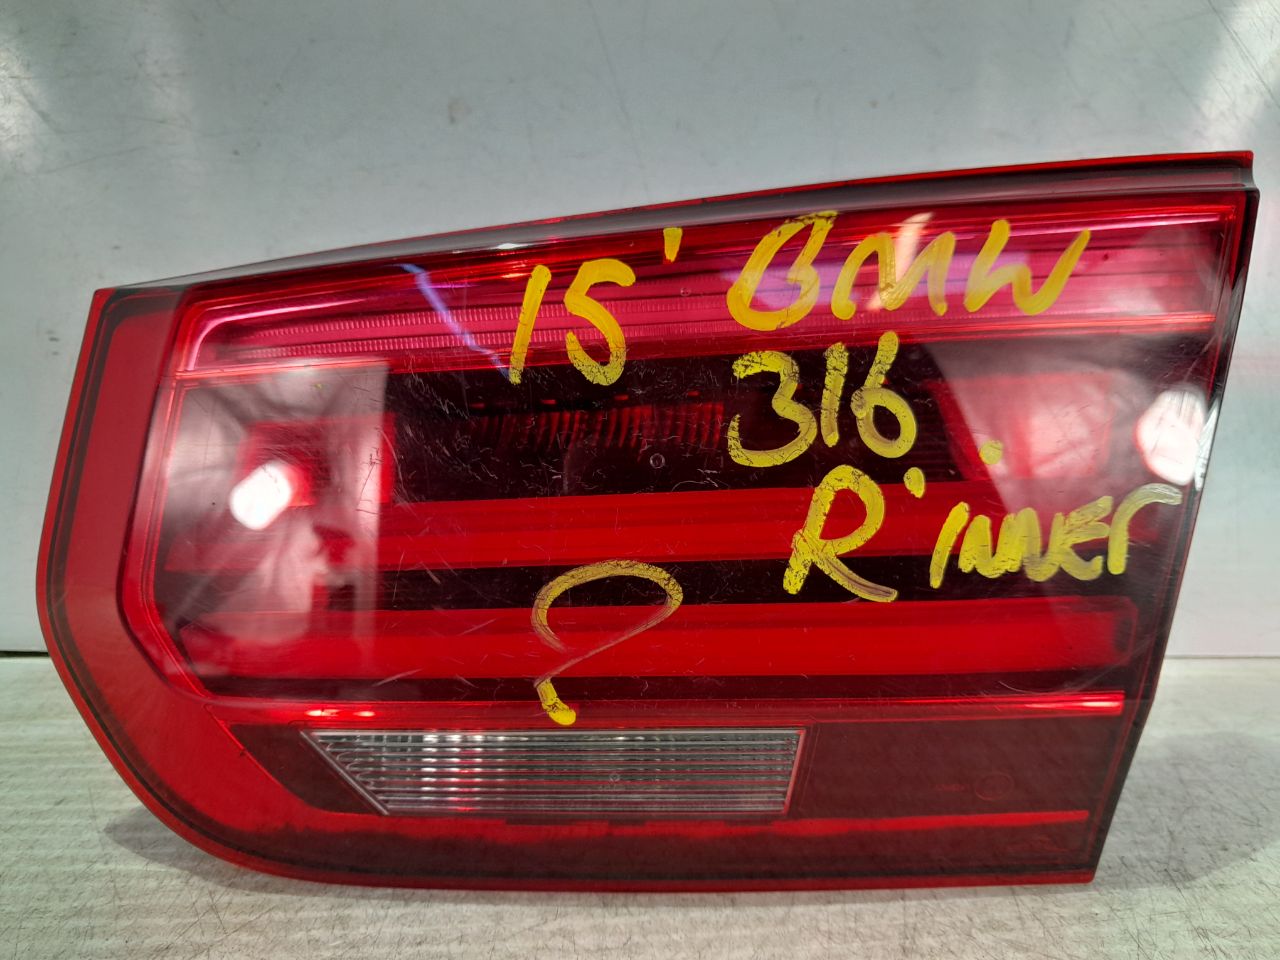 15' BMW
316
R' iNNER
?